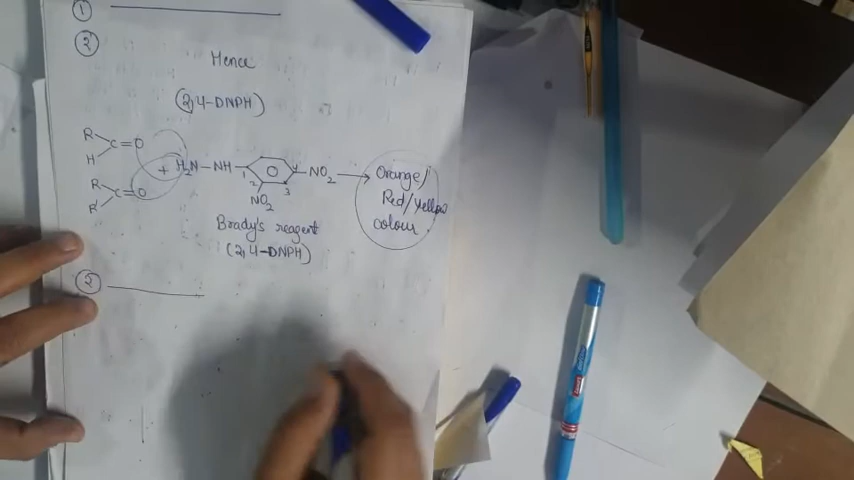 ①
②
Hence
(2,4-DNPH)
R
C=O
H
+ H₂N-NH 1 4 NO₂ → Orange/
R
C=O
R'
2 3
NO₂
Red/Yellow
colour.
Brady's reagent
(2,4-DNPH)
②